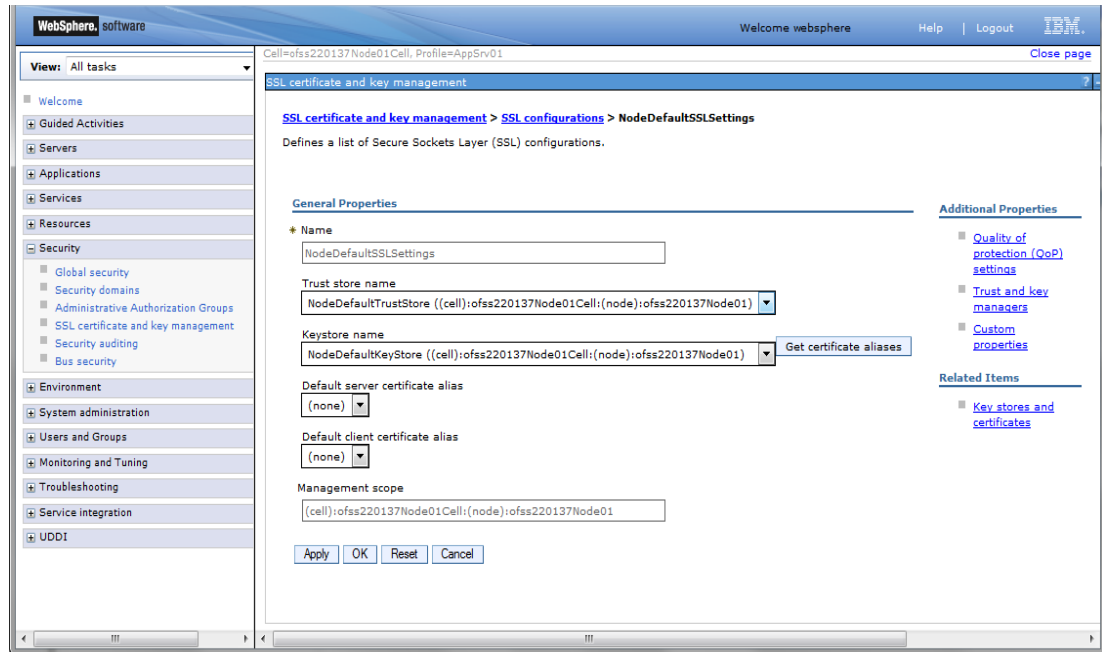 WebSphere. software
Welcome websphere
Help | Logout
IBM.
View: All tasks
Cell=ofss220137Node01Cell, Profile=AppSrv01
Close page
SSL certificate and key management
?
Welcome
Guided Activities
Servers
Applications
Services
Resources
Security
Global security
Security domains
Administrative Authorization Groups
SSL certificate and key management
Security auditing
Bus security
Environment
System administration
Users and Groups
Monitoring and Tuning
Troubleshooting
Service integration
UDDI
SSL certificate and key management > SSL configurations > NodeDefaultSSLSettings
Defines a list of Secure Sockets Layer (SSL) configurations.
General Properties
* Name
NodeDefaultSSLSettings
Trust store name
NodeDefaultTrustStore ((cell):ofss220137Node01Cell:(node):ofss220137Node01)
Keystore name
NodeDefaultKeyStore ((cell):ofss220137Node01Cell:(node):ofss220137Node01)
Get certificate aliases
Default server certificate alias
(none)
Default client certificate alias
(none)
Management scope
(cell):ofss220137Node01Cell:(node):ofss220137Node01
Apply
OK
Reset
Cancel
Additional Properties
Quality of
protection (QoP)
settings
Trust and key
managers
Custom
properties
Related Items
Key stores and
certificates